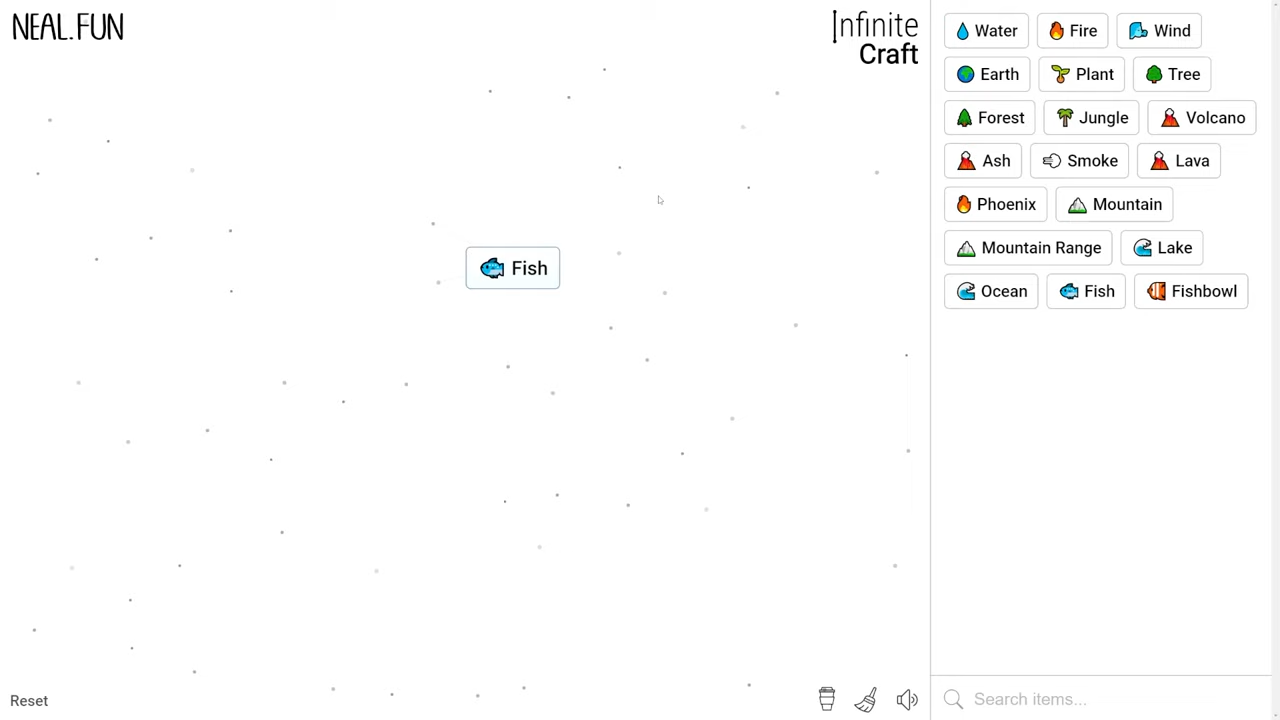 NEAL.FUN
Infinite
Craft
Water Fire Wind
Earth Plant Tree
Forest Jungle Volcano
Ash Smoke Lava
Phoenix Mountain
Mountain Range Lake
Ocean Fish Fishbowl
Fish
Reset
Search items...